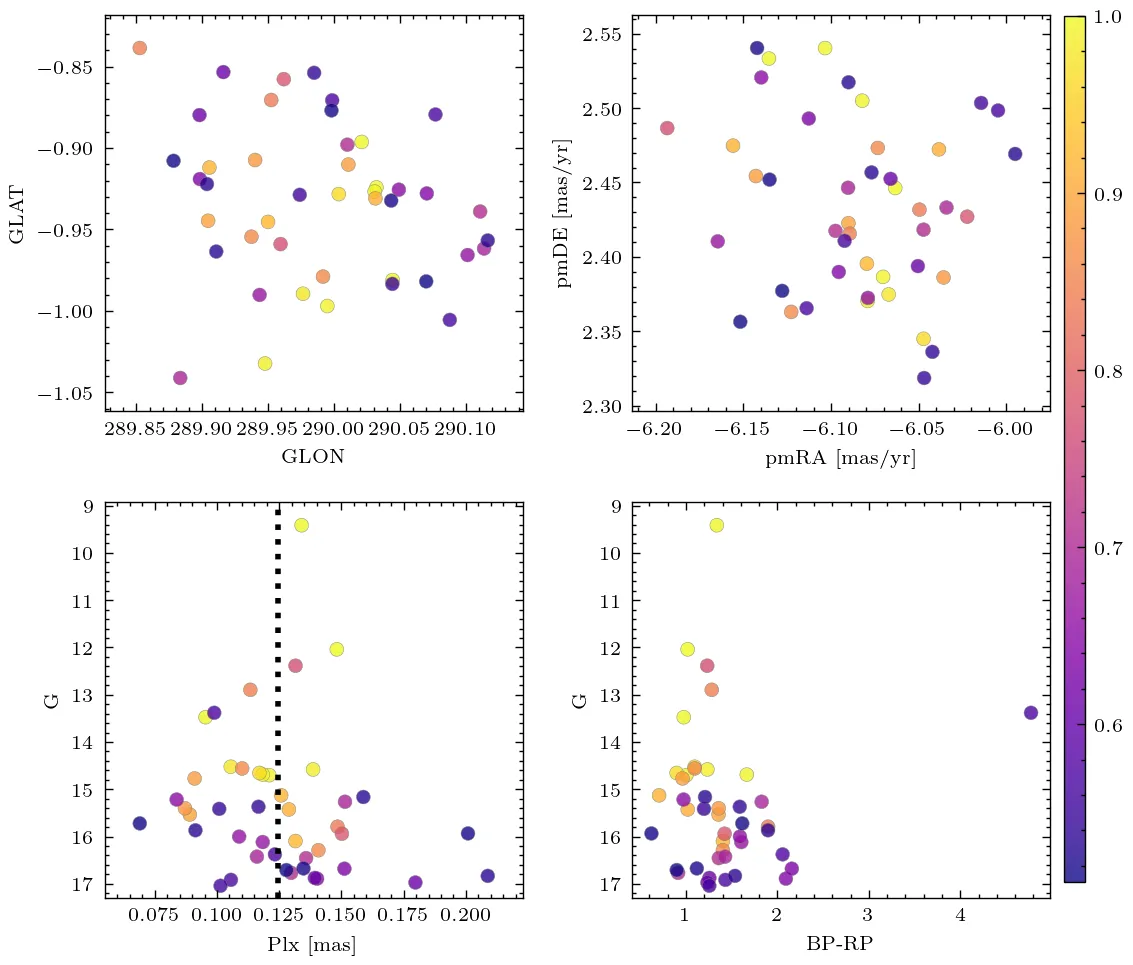 −0.85
−0.90
−0.95
−1.00
−1.05
GLAT
289.85 289.90 289.95 290.00 290.05 290.10
GLON
2.55
2.50
2.45
2.40
2.35
2.30
pmDE [mas/yr]
−6.20 −6.15 −6.10 −6.05 −6.00
pmRA [mas/yr]
1.0
0.9
0.8
0.7
0.6
9
10
11
12
13
14
15
16
17
G
0.075 0.100 0.125 0.150 0.175 0.200
Plx [mas]
9
10
11
12
13
14
15
16
17
G
1 2 3 4
BP-RP